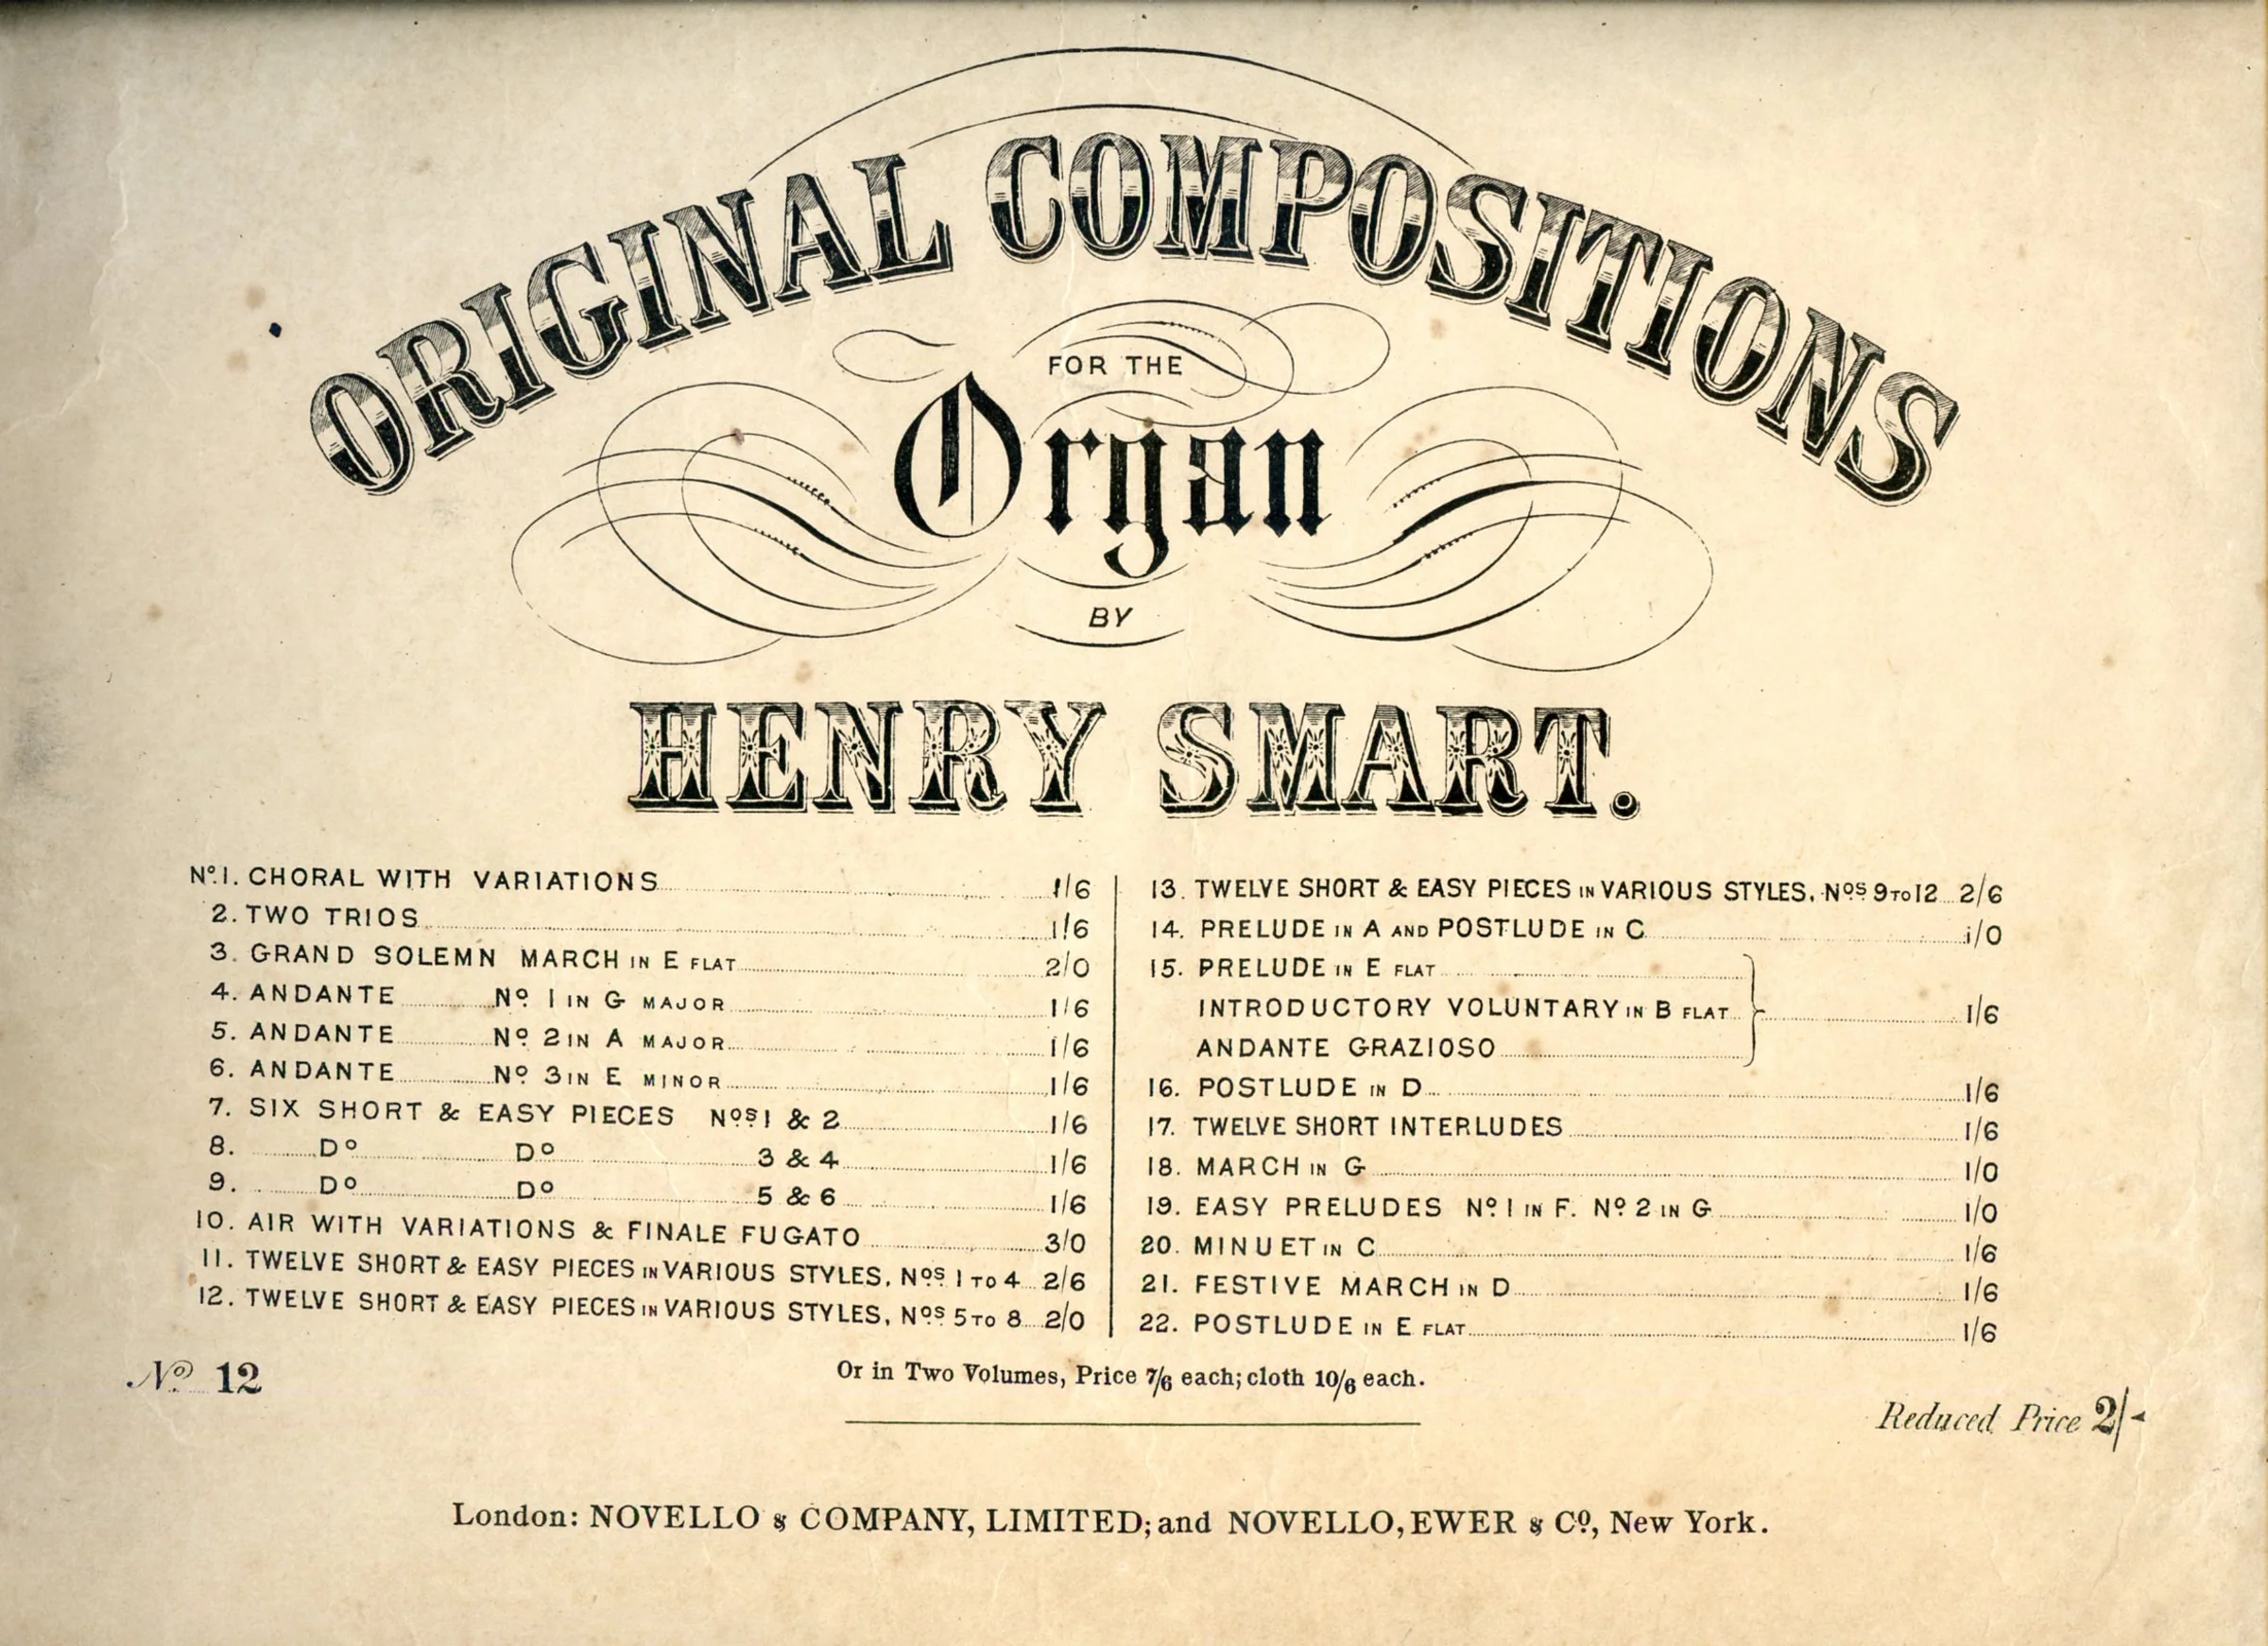 ORIGINAL COMPOSITIONS
FOR THE
Organ
BY
HENRY SMART.
Nº 1. CHORAL WITH VARIATIONS 1/6
2. TWO TRIOS 1/6
3. GRAND SOLEMN MARCH IN E FLAT 2/0
4. ANDANTE Nº 1 IN G MAJOR 1/6
5. ANDANTE Nº 2 IN A MAJOR 1/6
6. ANDANTE Nº 3 IN E MINOR 1/6
7. SIX SHORT & EASY PIECES Nos 1 & 2 1/6
8. Dº Dº 3 & 4 1/6
9. Dº Dº 5 & 6 1/6
10. AIR WITH VARIATIONS & FINALE FUGATO 3/0
11. TWELVE SHORT & EASY PIECES IN VARIOUS STYLES, Nos 1 TO 4 2/6
12. TWELVE SHORT & EASY PIECES IN VARIOUS STYLES, Nos 5 TO 8 2/0
13. TWELVE SHORT & EASY PIECES IN VARIOUS STYLES, Nos 9 TO 12 2/6
14. PRELUDE IN A AND POSTLUDE IN C 1/0
15. PRELUDE IN E FLAT
INTRODUCTORY VOLUNTARY IN B FLAT 1/6
ANDANTE GRAZIOSO
16. POSTLUDE IN D 1/6
17. TWELVE SHORT INTERLUDES 1/6
18. MARCH IN G 1/0
19. EASY PRELUDES Nº 1 IN F. Nº 2 IN G 1/0
20. MINUET IN C 1/6
21. FESTIVE MARCH IN D 1/6
22. POSTLUDE IN E FLAT 1/6
Nº 12
Or in Two Volumes, Price 7/6 each; cloth 10/6 each.
Reduced Price 2/-
London: NOVELLO & COMPANY, LIMITED; and NOVELLO, EWER & Cº, New York.